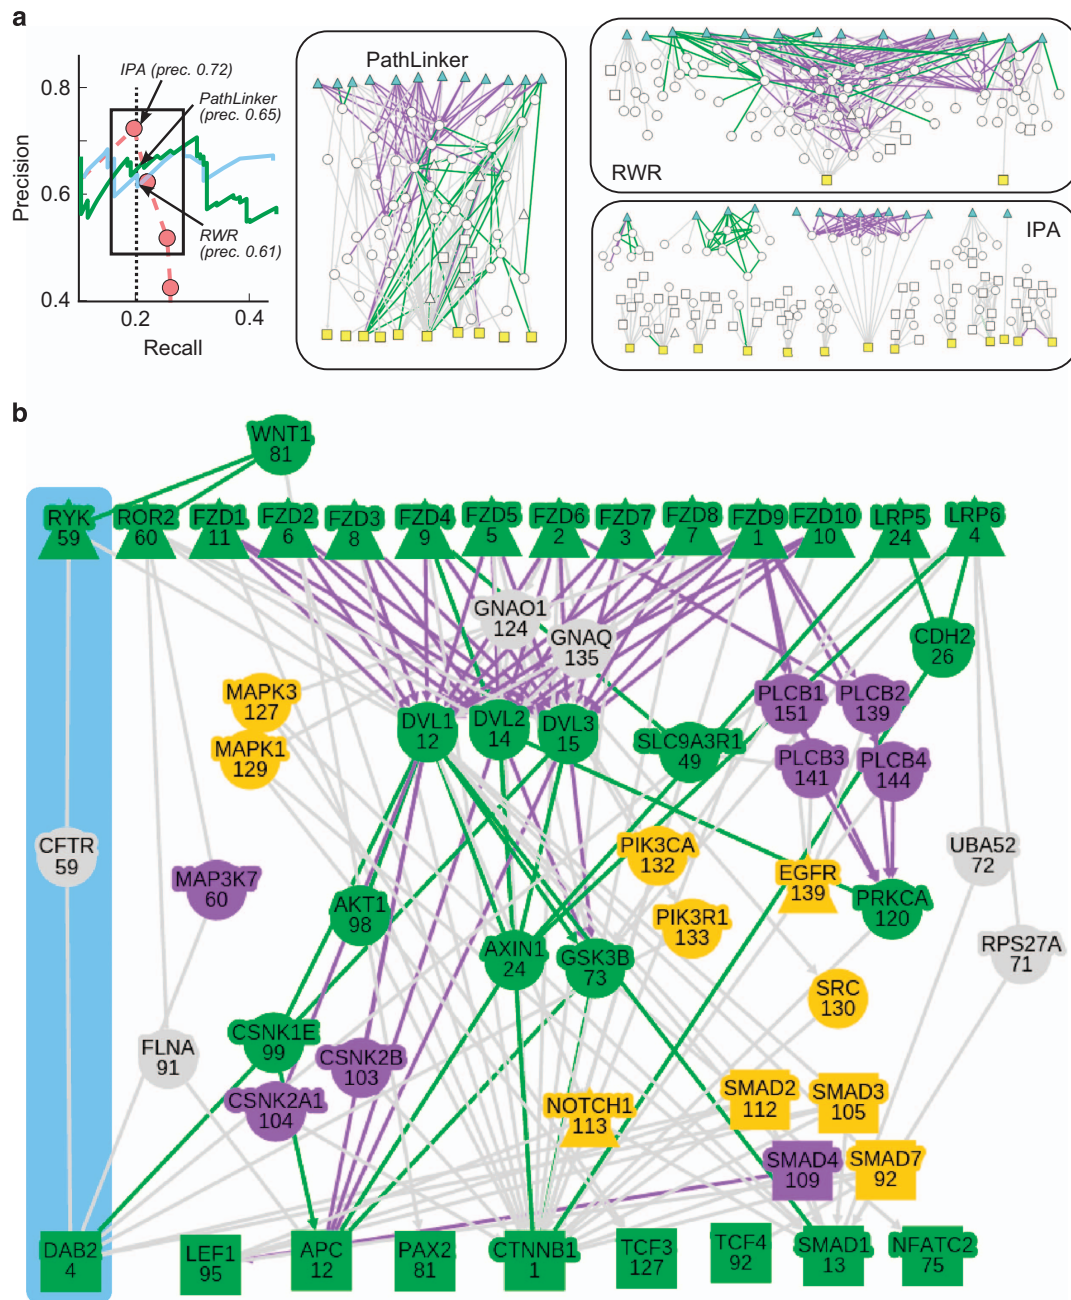 a
0.8
0.6
0.4
0.2
0.4
Precision
Recall
IPA (prec. 0.72)
PathLinker
(prec. 0.65)
RWR
(prec. 0.61)
PathLinker
RWR
IPA
b
WNT1
81
RYK
59
ROR2
60
FZD1
11
FZD2
6
FZD3
8
FZD4
9
FZD5
5
FZD6
2
FZD7
3
FZD8
7
FZD9
1
FZD10
10
LRP5
24
LRP6
4
GNAO1
124
GNAQ
135
CDH2
26
MAPK3
127
MAPK1
129
DVL1
12
DVL2
14
DVL3
15
SLC9A3R1
49
PLCB1
151
PLCB2
139
PLCB3
141
PLCB4
144
CFTR
59
MAP3K7
60
PIK3CA
132
EGFR
139
UBA52
72
AKT1
98
PIK3R1
133
PRKCA
120
AXIN1
24
GSK3B
73
RPS27A
71
SRC
130
FLNA
91
CSNK1E
99
CSNK2B
103
CSNK2A1
104
NOTCH1
113
SMAD2
112
SMAD3
105
SMAD4
109
SMAD7
92
DAB2
4
LEF1
95
APC
12
PAX2
81
CTNNB1
1
TCF3
127
TCF4
92
SMAD1
13
NFATC2
75